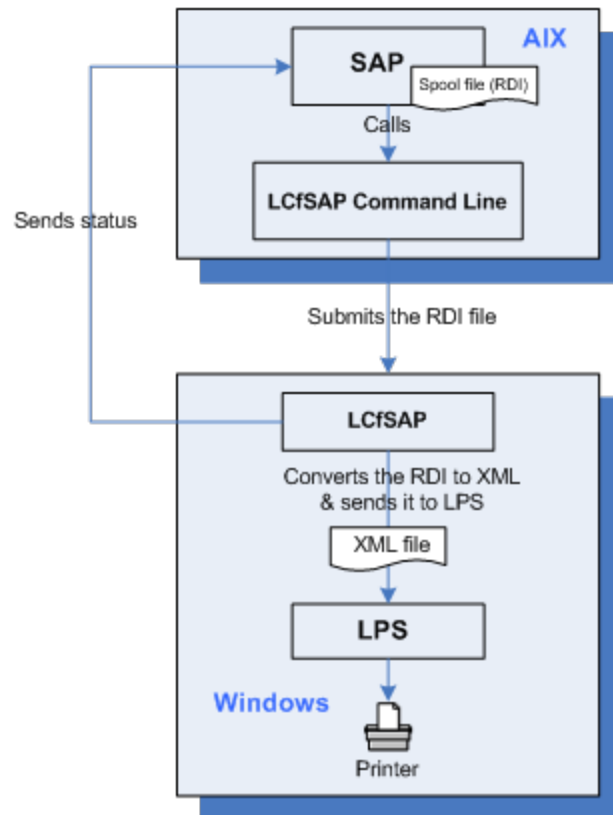 AIX
SAP
Spool file (RDI)
Calls
LCfSAP Command Line
Sends status
Submits the RDI file
LCfSAP
Converts the RDI to XML
& sends it to LPS
XML file
LPS
Windows
Printer